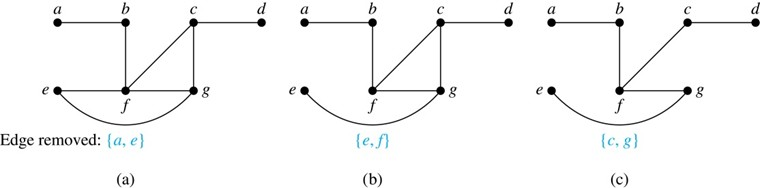 a b c d a b c d a b c d
e f g e f g e f g
Edge removed: {a, e} {e, f} {c, g}
(a) (b) (c)